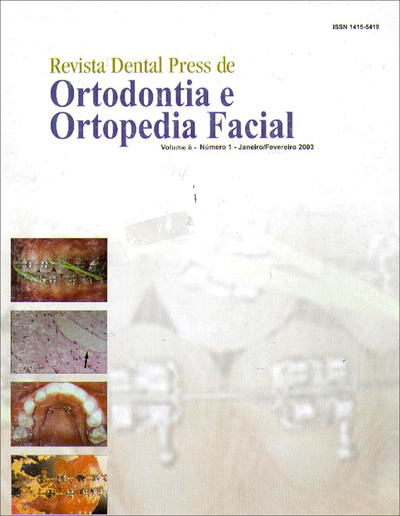 ISSN 1415-5419
Revista Dental Press de
Ortodontia e
Ortopedia Facial
Volume 8 - Número 1 - Janeiro/Fevereiro 2003